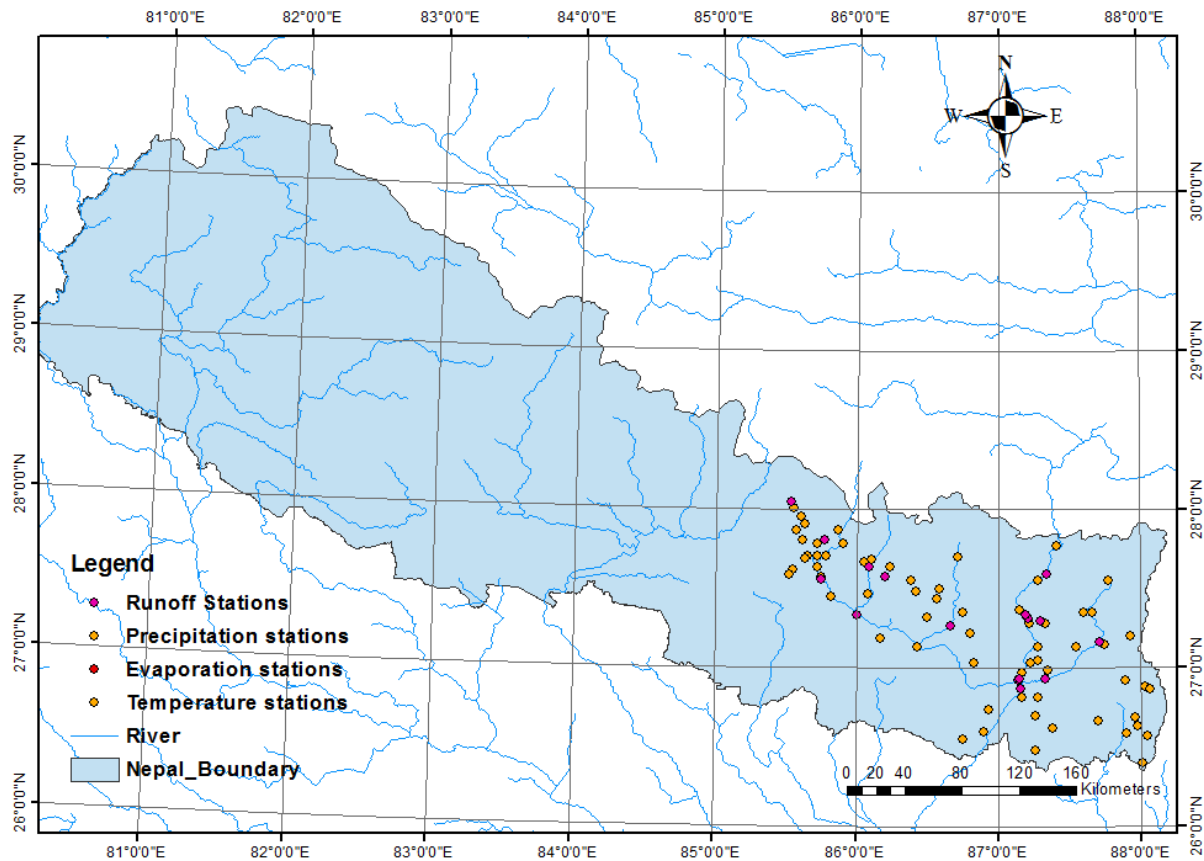 81°0'0"E 82°0'0"E 83°0'0"E 84°0'0"E 85°0'0"E 86°0'0"E 87°0'0"E 88°0'0"E
N
W E
S
30°0'0"N 30°0'0"N
29°0'0"N 29°0'0"N
28°0'0"N 28°0'0"N
27°0'0"N 27°0'0"N
26°0'0"N 26°0'0"N
Legend
Runoff Stations
Precipitation stations
Evaporation stations
Temperature stations
River
Nepal_Boundary
0 20 40 80 120 160
Kilometers
81°0'0"E 82°0'0"E 83°0'0"E 84°0'0"E 85°0'0"E 86°0'0"E 87°0'0"E 88°0'0"E